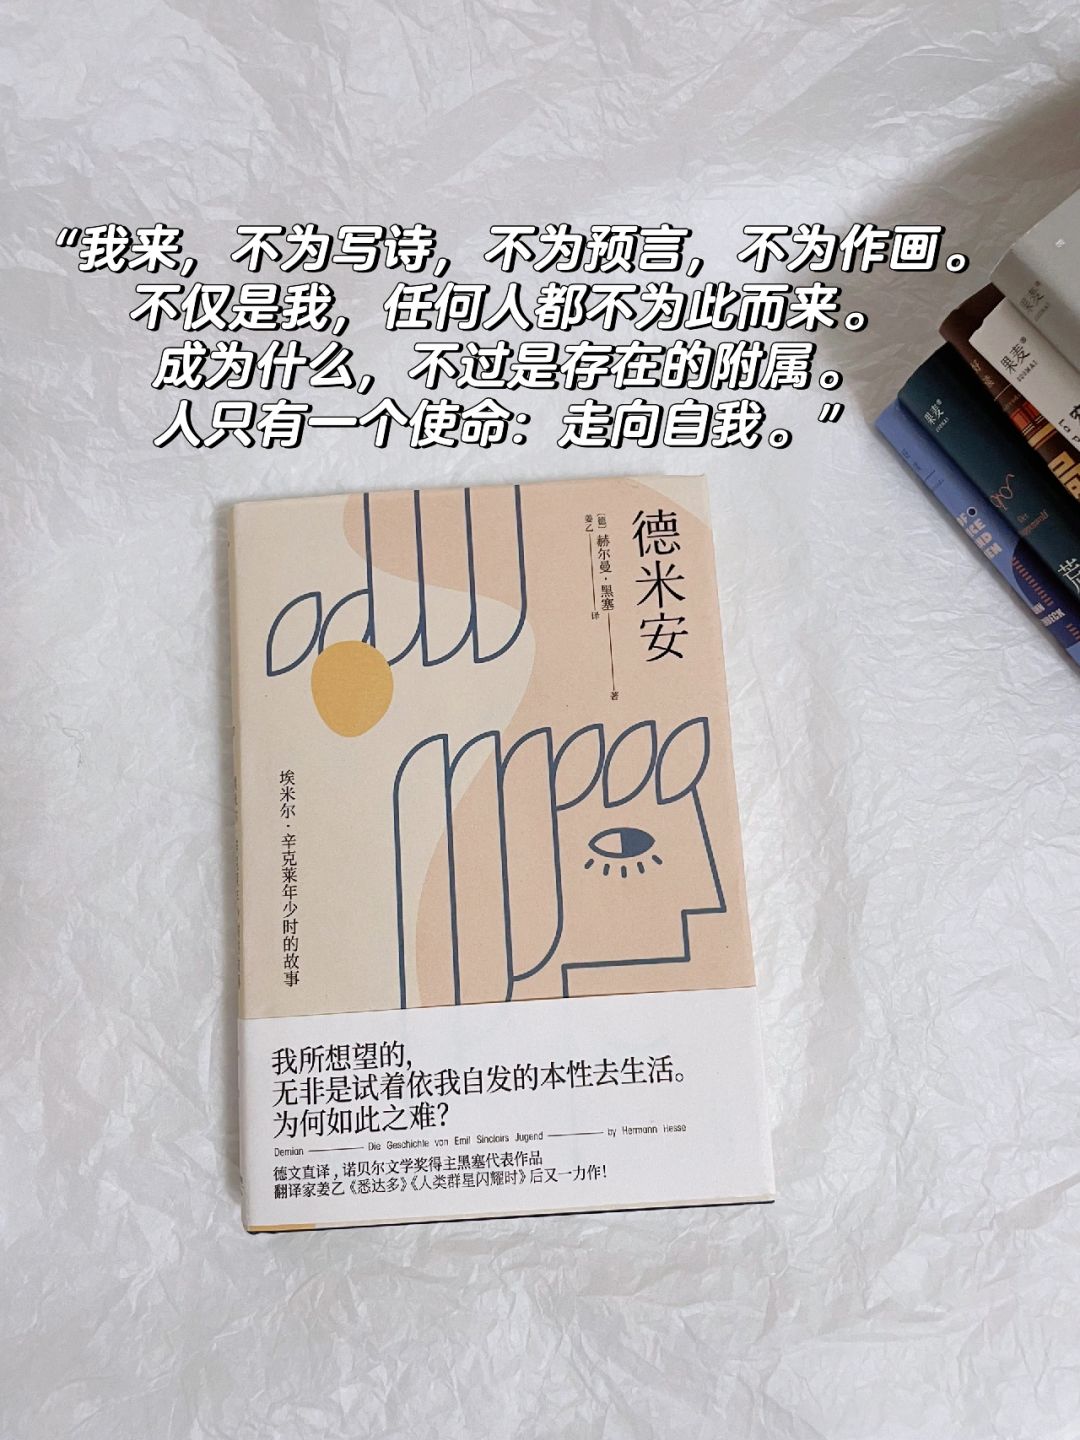 “我来，不为写诗，不为预言，不为作画。
不仅是我，任何人都不为此而来。
成为什么，不过是存在的附属。
人只有一个使命：走向自我。”
德米安
[德] 赫尔曼·黑塞 著
姜乙 译
埃米尔·辛克莱年少时的故事
我所想望的，
无非是试着依我自发的本性去生活。
为何如此之难？
Demian Die Geschichte von Emil Sinclairs Jugend by Hermann Hesse
德文直译，诺贝尔文学奖得主黑塞代表作品
翻译家姜乙《悉达多》《人类群星闪耀时》后又一力作！
果麦
果麦
果麦
荒